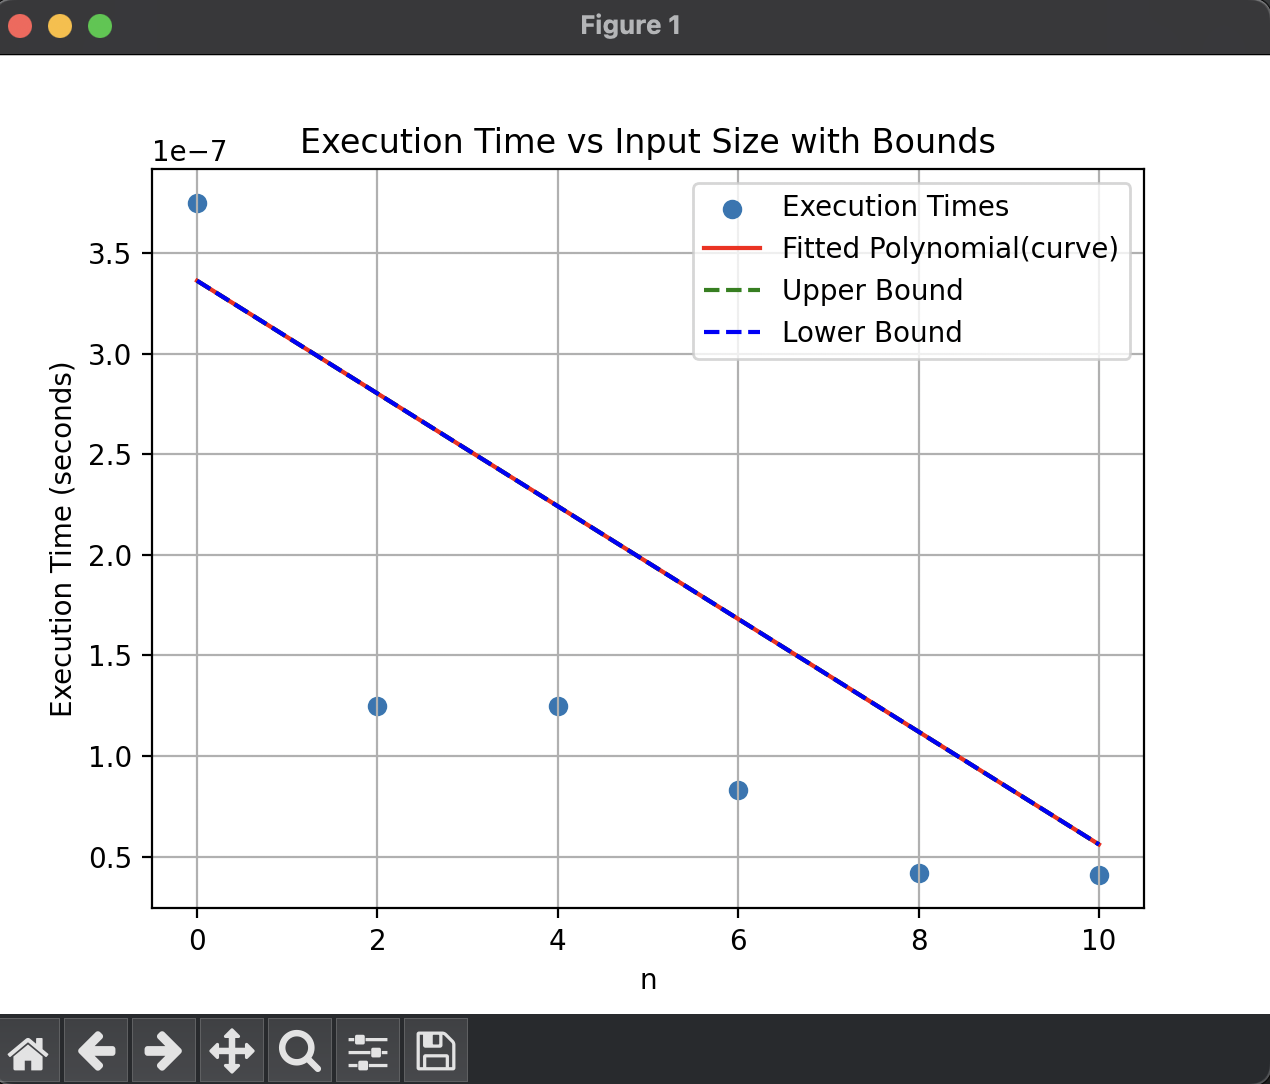 Figure 1
Execution Time vs Input Size with Bounds
1e−7
Execution Times
Fitted Polynomial(curve)
Upper Bound
Lower Bound
3.5
3.0
2.5
2.0
1.5
1.0
0.5
Execution Time (seconds)
0 2 4 6 8 10
n